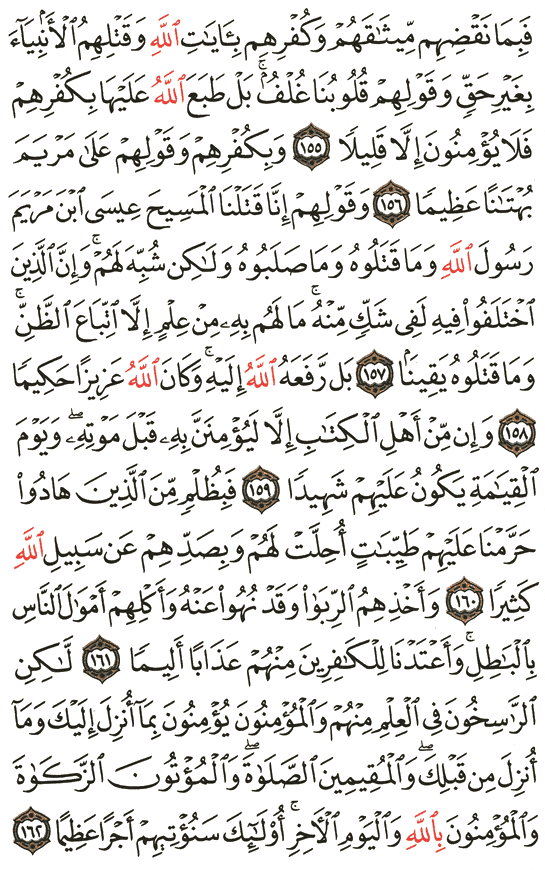 فَبِمَا نَقْضِهِم مِّيثَـٰقَهُمْ وَكُفْرِهِم بِـَٔايَـٰتِ ٱللَّهِ وَقَتْلِهِمُ ٱلْأَنۢبِيَآءَ
بِغَيْرِ حَقٍّ وَقَوْلِهِمْ قُلُوبُنَا غُلْفٌۢ ۚ بَلْ طَبَعَ ٱللَّهُ عَلَيْهَا بِكُفْرِهِمْ
فَلَا يُؤْمِنُونَ إِلَّا قَلِيلًا ١٥٥ وَبِكُفْرِهِمْ وَقَوْلِهِمْ عَلَىٰ مَرْيَمَ
بُهْتَـٰنًا عَظِيمًا ١٥٦ وَقَوْلِهِمْ إِنَّا قَتَلْنَا ٱلْمَسِيحَ عِيسَى ٱبْنَ مَرْيَمَ
رَسُولَ ٱللَّهِ وَمَا قَتَلُوهُ وَمَا صَلَبُوهُ وَلَـٰكِن شُبِّهَ لَهُمْ ۚ وَإِنَّ ٱلَّذِينَ
ٱخْتَلَفُوا۟ فِيهِ لَفِى شَكٍّ مِّنْهُ ۚ مَا لَهُم بِهِۦ مِنْ عِلْمٍ إِلَّا ٱتِّبَاعَ ٱلظَّنِّ ۚ
وَمَا قَتَلُوهُ يَقِينًۢا ١٥٧ بَل رَّفَعَهُ ٱللَّهُ إِلَيْهِ ۚ وَكَانَ ٱللَّهُ عَزِيزًا حَكِيمًا
١٥٨ وَإِن مِّنْ أَهْلِ ٱلْكِتَـٰبِ إِلَّا لَيُؤْمِنَنَّ بِهِۦ قَبْلَ مَوْتِهِۦ ۖ وَيَوْمَ
ٱلْقِيَـٰمَةِ يَكُونُ عَلَيْهِمْ شَهِيدًا ١٥٩ فَبِظُلْمٍ مِّنَ ٱلَّذِينَ هَادُوا۟
حَرَّمْنَا عَلَيْهِمْ طَيِّبَـٰتٍ أُحِلَّتْ لَهُمْ وَبِصَدِّهِمْ عَن سَبِيلِ ٱللَّهِ
كَثِيرًا ١٦٠ وَأَخْذِهِمُ ٱلرِّبَوٰا۟ وَقَدْ نُهُوا۟ عَنْهُ وَأَكْلِهِمْ أَمْوَٰلَ ٱلنَّاسِ
بِٱلْبَـٰطِلِ ۚ وَأَعْتَدْنَا لِلْكَـٰفِرِينَ مِنْهُمْ عَذَابًا أَلِيمًا ١٦١ لَّـٰكِنِ
ٱلرَّٰسِخُونَ فِى ٱلْعِلْمِ مِنْهُمْ وَٱلْمُؤْمِنُونَ يُؤْمِنُونَ بِمَآ أُنزِلَ إِلَيْكَ وَمَآ
أُنزِلَ مِن قَبْلِكَ ۚ وَٱلْمُقِيمِينَ ٱلصَّلَوٰةَ ۚ وَٱلْمُؤْتُونَ ٱلزَّكَوٰةَ
وَٱلْمُؤْمِنُونَ بِٱللَّهِ وَٱلْيَوْمِ ٱلْـَٔاخِرِ ۚ أُو۟لَـٰٓئِكَ سَنُؤْتِيهِمْ أَجْرًا عَظِيمًا ١٦٢